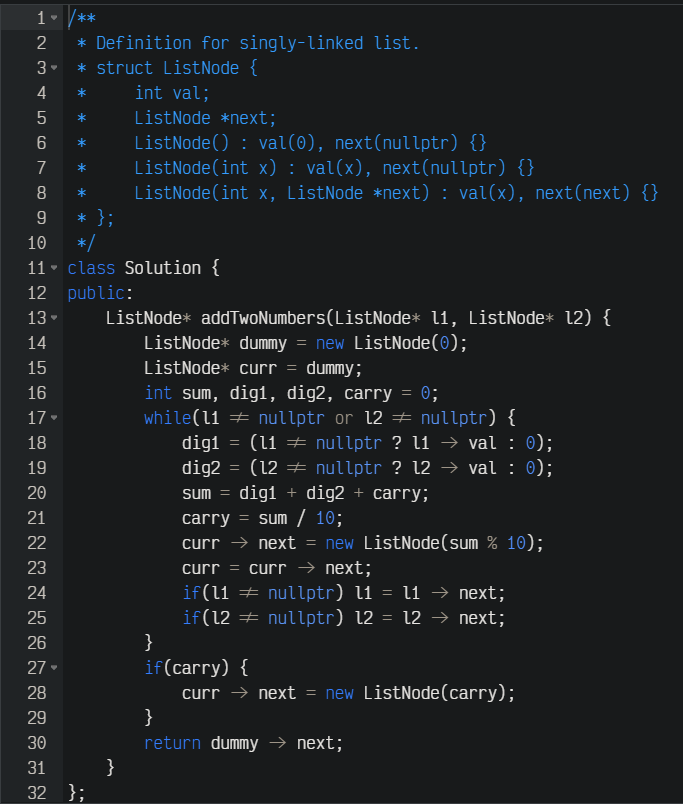 1 /**
2  * Definition for singly-linked list.
3  * struct ListNode {
4  *     int val;
5  *     ListNode *next;
6  *     ListNode() : val(0), next(nullptr) {}
7  *     ListNode(int x) : val(x), next(nullptr) {}
8  *     ListNode(int x, ListNode *next) : val(x), next(next) {}
9  * };
10  */
11 class Solution {
12 public:
13     ListNode* addTwoNumbers(ListNode* l1, ListNode* l2) {
14         ListNode* dummy = new ListNode(0);
15         ListNode* curr = dummy;
16         int sum, dig1, dig2, carry = 0;
17         while(l1 != nullptr or l2 != nullptr) {
18             dig1 = (l1 != nullptr ? l1 -> val : 0);
19             dig2 = (l2 != nullptr ? l2 -> val : 0);
20             sum = dig1 + dig2 + carry;
21             carry = sum / 10;
22             curr -> next = new ListNode(sum % 10);
23             curr = curr -> next;
24             if(l1 != nullptr) l1 = l1 -> next;
25             if(l2 != nullptr) l2 = l2 -> next;
26         }
27         if(carry) {
28             curr -> next = new ListNode(carry);
29         }
30         return dummy -> next;
31     }
32 };